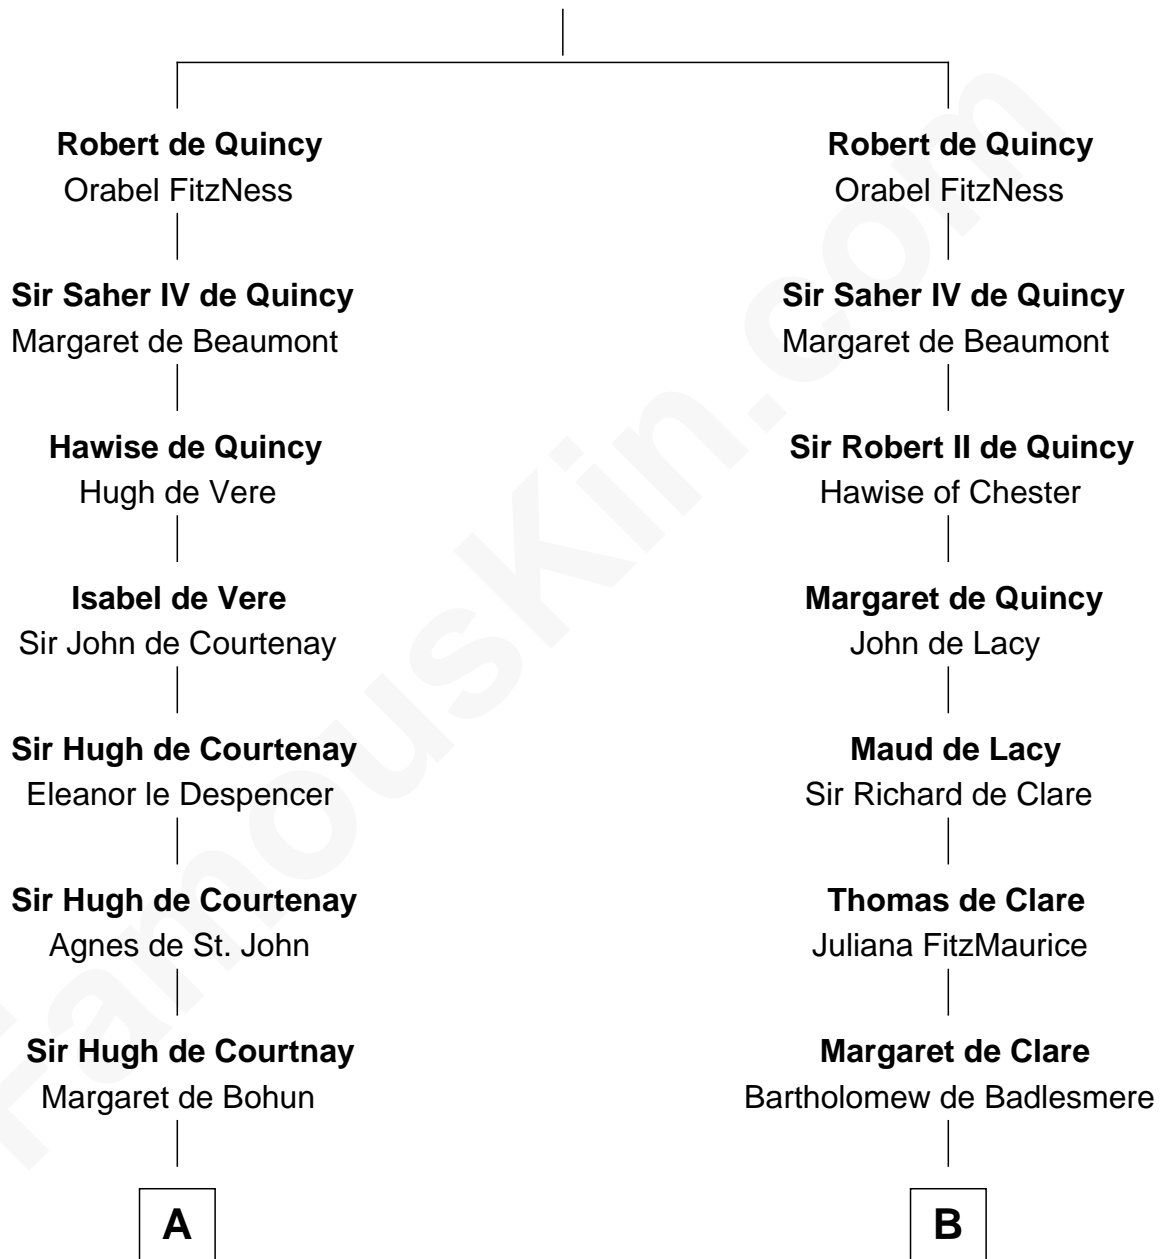 Robert de Quincy
Orabel FitzNess
Sir Saher IV de Quincy
Margaret de Beaumont
Hawise de Quincy
Hugh de Vere
Isabel de Vere
Sir John de Courtenay
Sir Hugh de Courtenay
Eleanor le Despencer
Sir Hugh de Courtenay
Agnes de St. John
Sir Hugh de Courtnay
Margaret de Bohun
A
Robert de Quincy
Orabel FitzNess
Sir Saher IV de Quincy
Margaret de Beaumont
Sir Robert II de Quincy
Hawise of Chester
Margaret de Quincy
John de Lacy
Maud de Lacy
Sir Richard de Clare
Thomas de Clare
Juliana FitzMaurice
Margaret de Clare
Bartholomew de Badlesmere
B
FamousKin.com